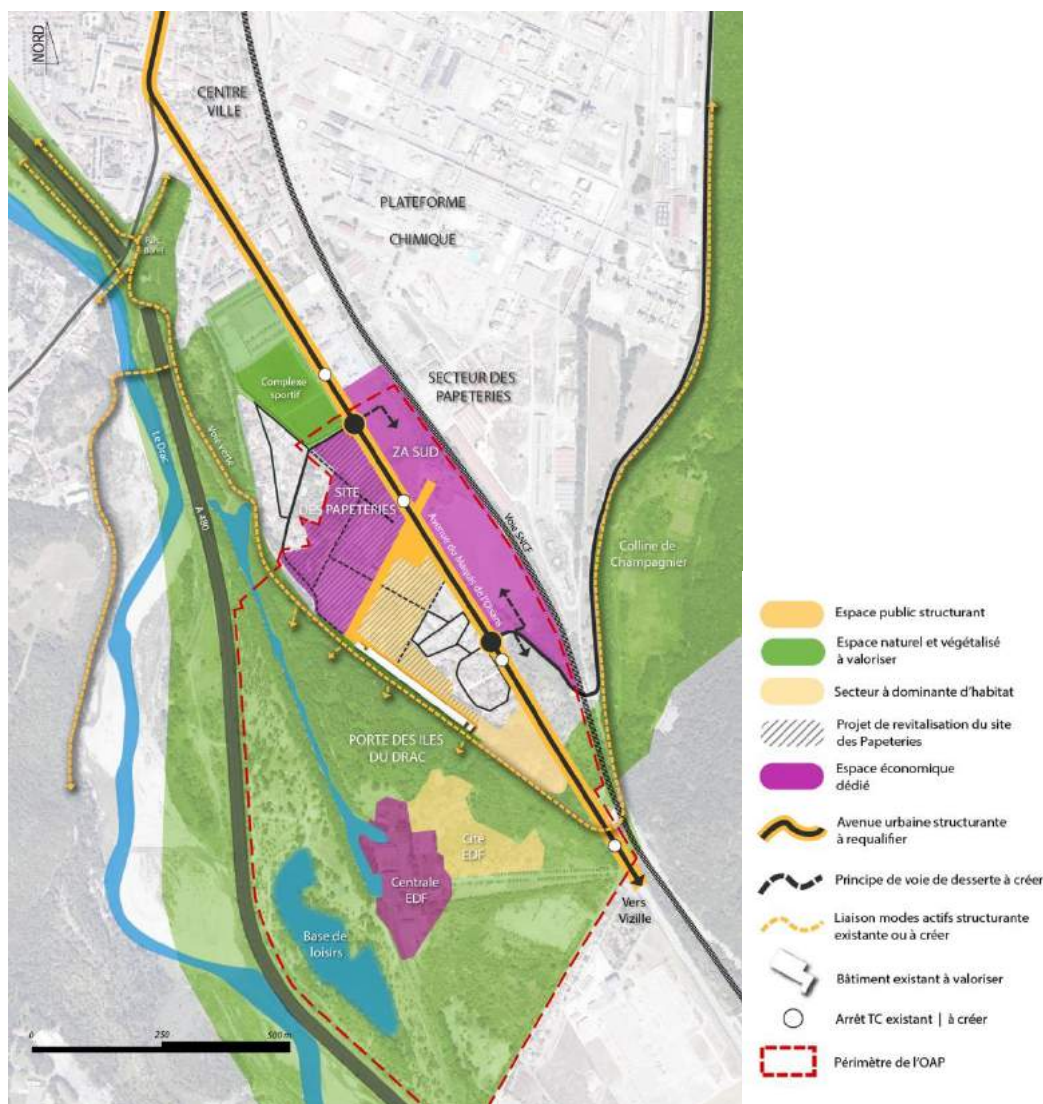 NORD
CENTRE
VILLE
PLATEFORME
CHIMIQUE
Complexe
sportif
SECTEUR DES
PAPETERIES
Le Drac
Voie verte
A 480
ZA SUD
SITE
DES PAPETERIES
Avenue du Maquis de l'Oisans
Voie SNCF
Colline de
Champagnier
PORTE DES ILES
DU DRAC
Cité
EDF
Centrale
EDF
Base de
loisirs
Vers
Vizille
0 250 500 m
Espace public structurant
Espace naturel et végétalisé
à valoriser
Secteur à dominante d'habitat
Projet de revitalisation du site
des Papeteries
Espace économique
dédié
Avenue urbaine structurante
à requalifier
Principe de voie de desserte à créer
Liaison modes actifs structurante
existante ou à créer
Bâtiment existant à valoriser
Arrêt TC existant | à créer
Périmètre de l'OAP